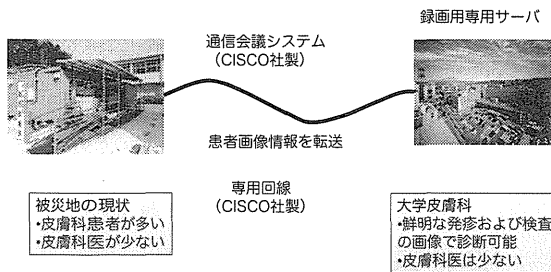 録画用専用サーバ
通信会議システム
（CISCO社製）
患者画像情報を転送
専用回線
（CISCO社製）
被災地の現状
・皮膚科患者が多い
・皮膚科医が少ない
大学皮膚科
・鮮明な発疹および検査
の画像で診断可能
・皮膚科医は少ない